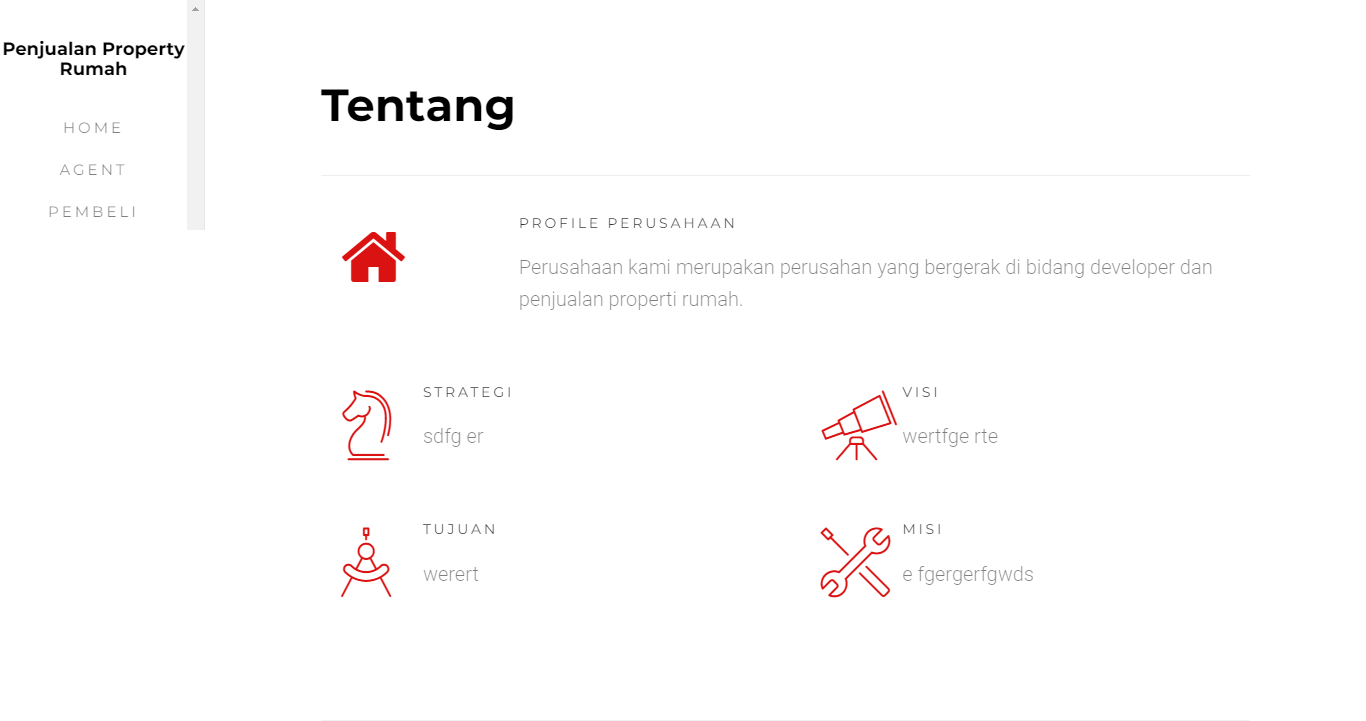 Penjualan Property
Rumah
HOME
AGENT
PEMBELI
Tentang
PROFILE PERUSAHAAN
Perusahaan kami merupakan perusahan yang bergerak di bidang developer dan
penjualan properti rumah.
STRATEGI
sdfg er
VISI
wertfge rte
TUJUAN
werert
MISI
e fgergerfgwds